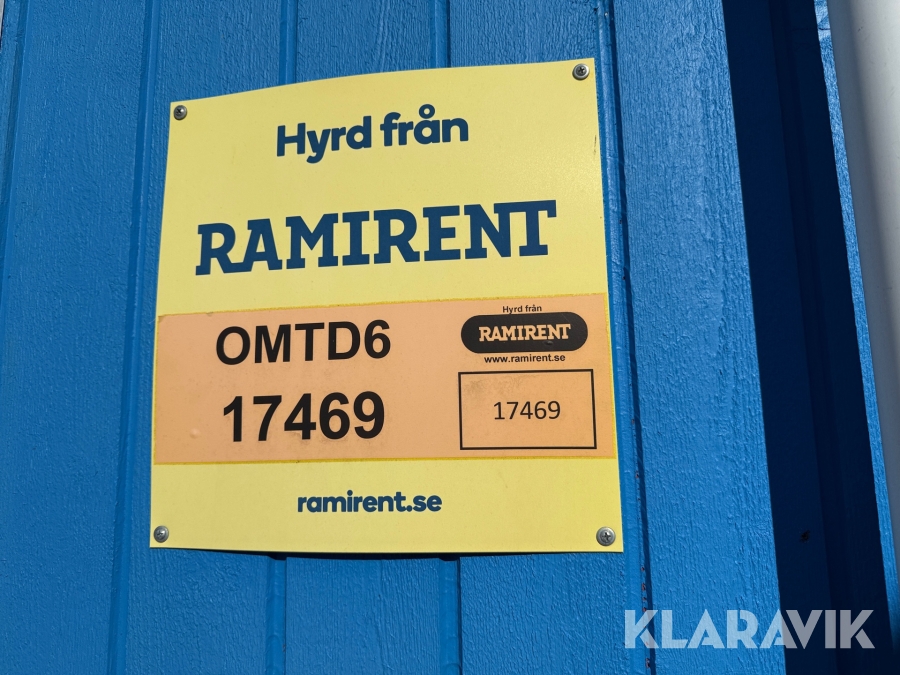 Hyrd från
RAMIRENT
OMTD6
17469
Hyrd från
RAMIRENT
www.ramirent.se
17469
ramirent.se
KLARAVIK